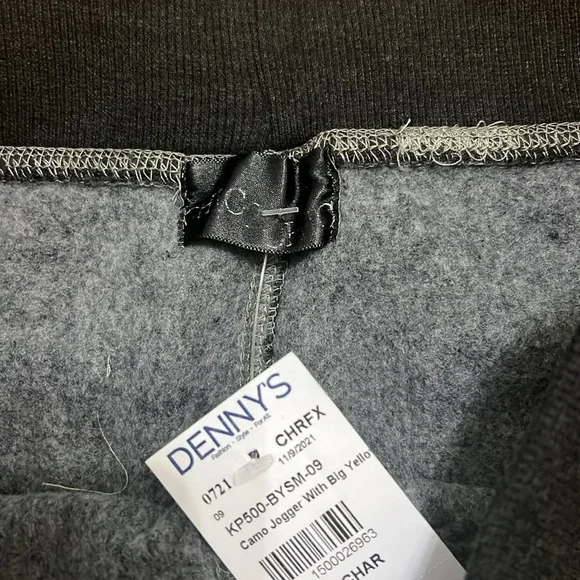 C
DENNY'S
Fashion • Style • For All
0721 CHRFX
09 11/9/2021
KP500-BYSM-09
Camo Jogger With Big Yello
1500026963
CHAR